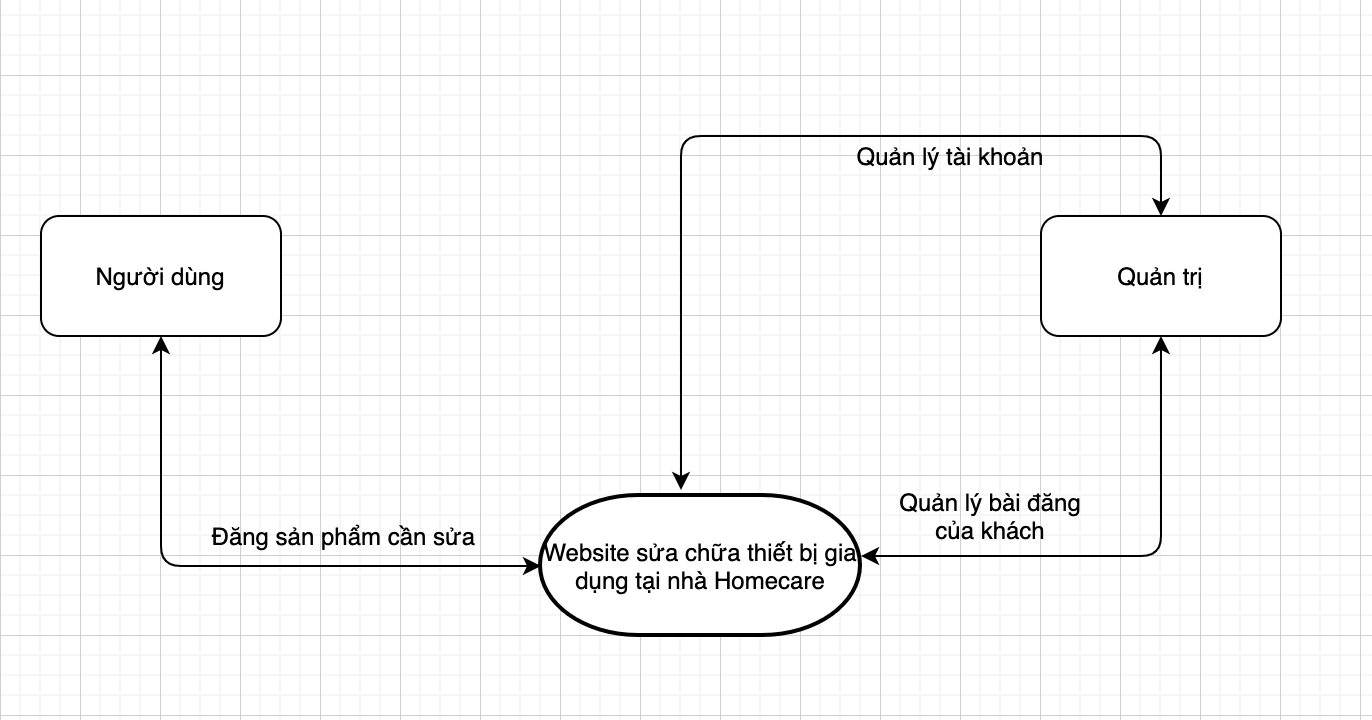 Quản lý tài khoản
Người dùng
Quản trị
Quản lý bài đăng
của khách
Đăng sản phẩm cần sửa
Website sửa chữa thiết bị gia
dụng tại nhà Homecare